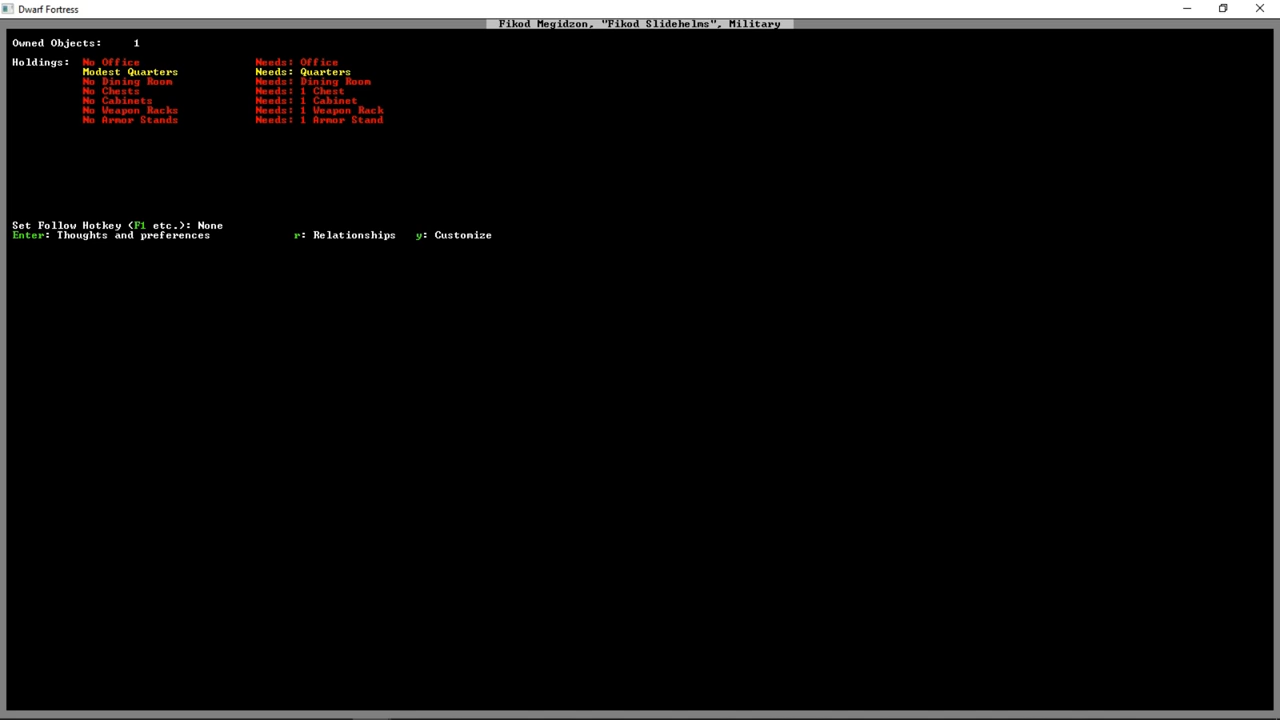 Dwarf Fortress
Fikod Megidzon, "Fikod Slidehelms", Military
Owned Objects: 1
Holdings: No Office Needs: Office
Modest Quarters Needs: Quarters
No Dining Room Needs: Dining Room
No Chests Needs: 1 Chest
No Cabinets Needs: 1 Cabinet
No Weapon Racks Needs: 1 Weapon Rack
No Armor Stands Needs: 1 Armor Stand
Set Follow Hotkey (F1 etc.): None
Enter: Thoughts and preferences r: Relationships y: Customize